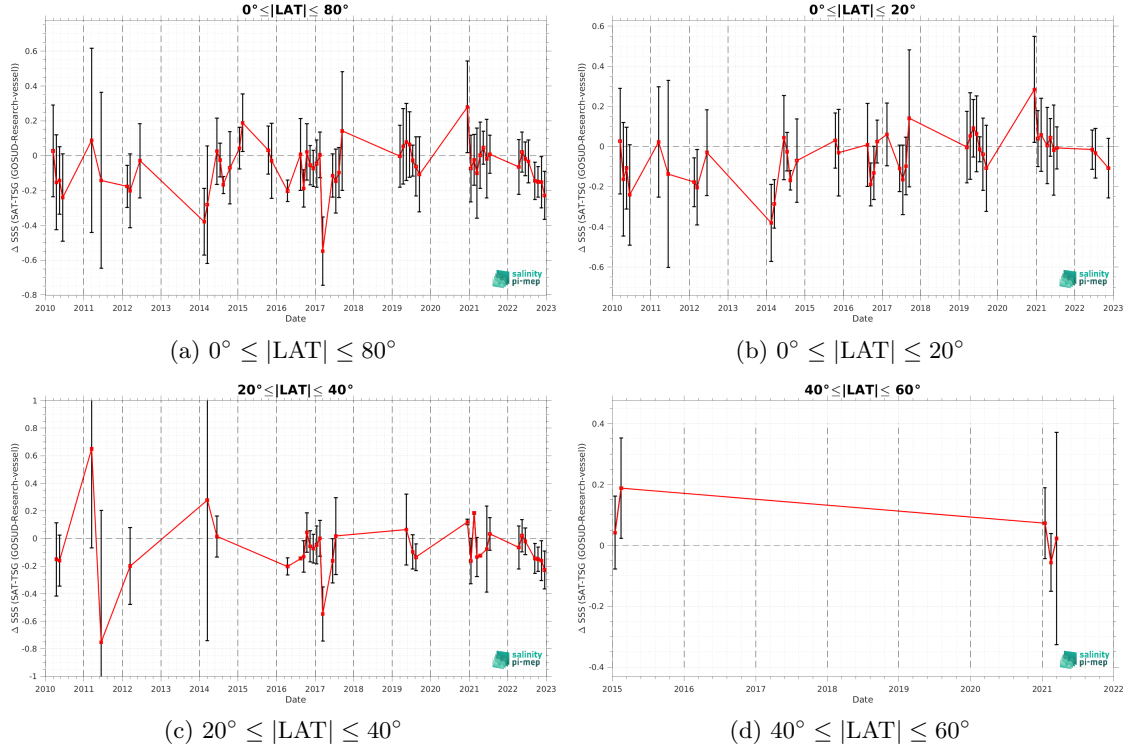 0°≤|LAT|≤ 80°
Δ SSS (SAT-TSG (GOSUD-Research-vessel))
0.6
0.4
0.2
0
-0.2
-0.4
-0.6
-0.8
2010 2011 2012 2013 2014 2015 2016 2017 2018 2019 2020 2021 2022 2023
Date
salinity
pi-mep
(a) 0° ≤ |LAT| ≤ 80°
0°≤|LAT|≤ 20°
Δ SSS (SAT-TSG (GOSUD-Research-vessel))
0.6
0.4
0.2
0
-0.2
-0.4
-0.6
2010 2011 2012 2013 2014 2015 2016 2017 2018 2019 2020 2021 2022 2023
Date
salinity
pi-mep
(b) 0° ≤ |LAT| ≤ 20°
20°≤|LAT|≤ 40°
Δ SSS (SAT-TSG (GOSUD-Research-vessel))
1
0.8
0.6
0.4
0.2
0
-0.2
-0.4
-0.6
-0.8
-1
2010 2011 2012 2013 2014 2015 2016 2017 2018 2019 2020 2021 2022 2023
Date
salinity
pi-mep
(c) 20° ≤ |LAT| ≤ 40°
40°≤|LAT|≤ 60°
Δ SSS (SAT-TSG (GOSUD-Research-vessel))
0.4
0.2
0
-0.2
-0.4
2015 2016 2017 2018 2019 2020 2021 2022
Date
salinity
pi-mep
(d) 40° ≤ |LAT| ≤ 60°